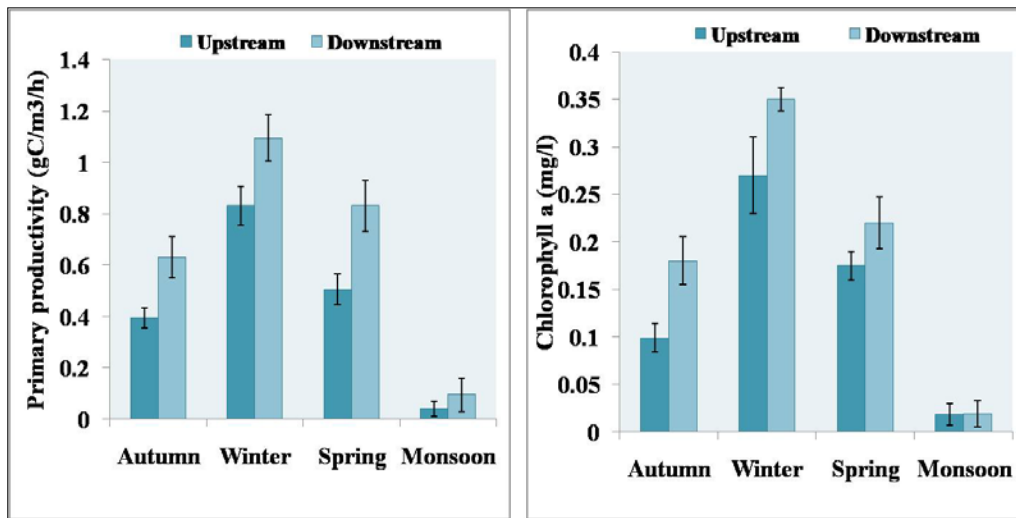 Upstream Downstream
Primary productivity (gC/m3/h)
1.4
1.2
1
0.8
0.6
0.4
0.2
0
Autumn Winter Spring Monsoon
Upstream Downstream
Chlorophyll a (mg/l)
0.4
0.35
0.3
0.25
0.2
0.15
0.1
0.05
0
Autumn Winter Spring Monsoon